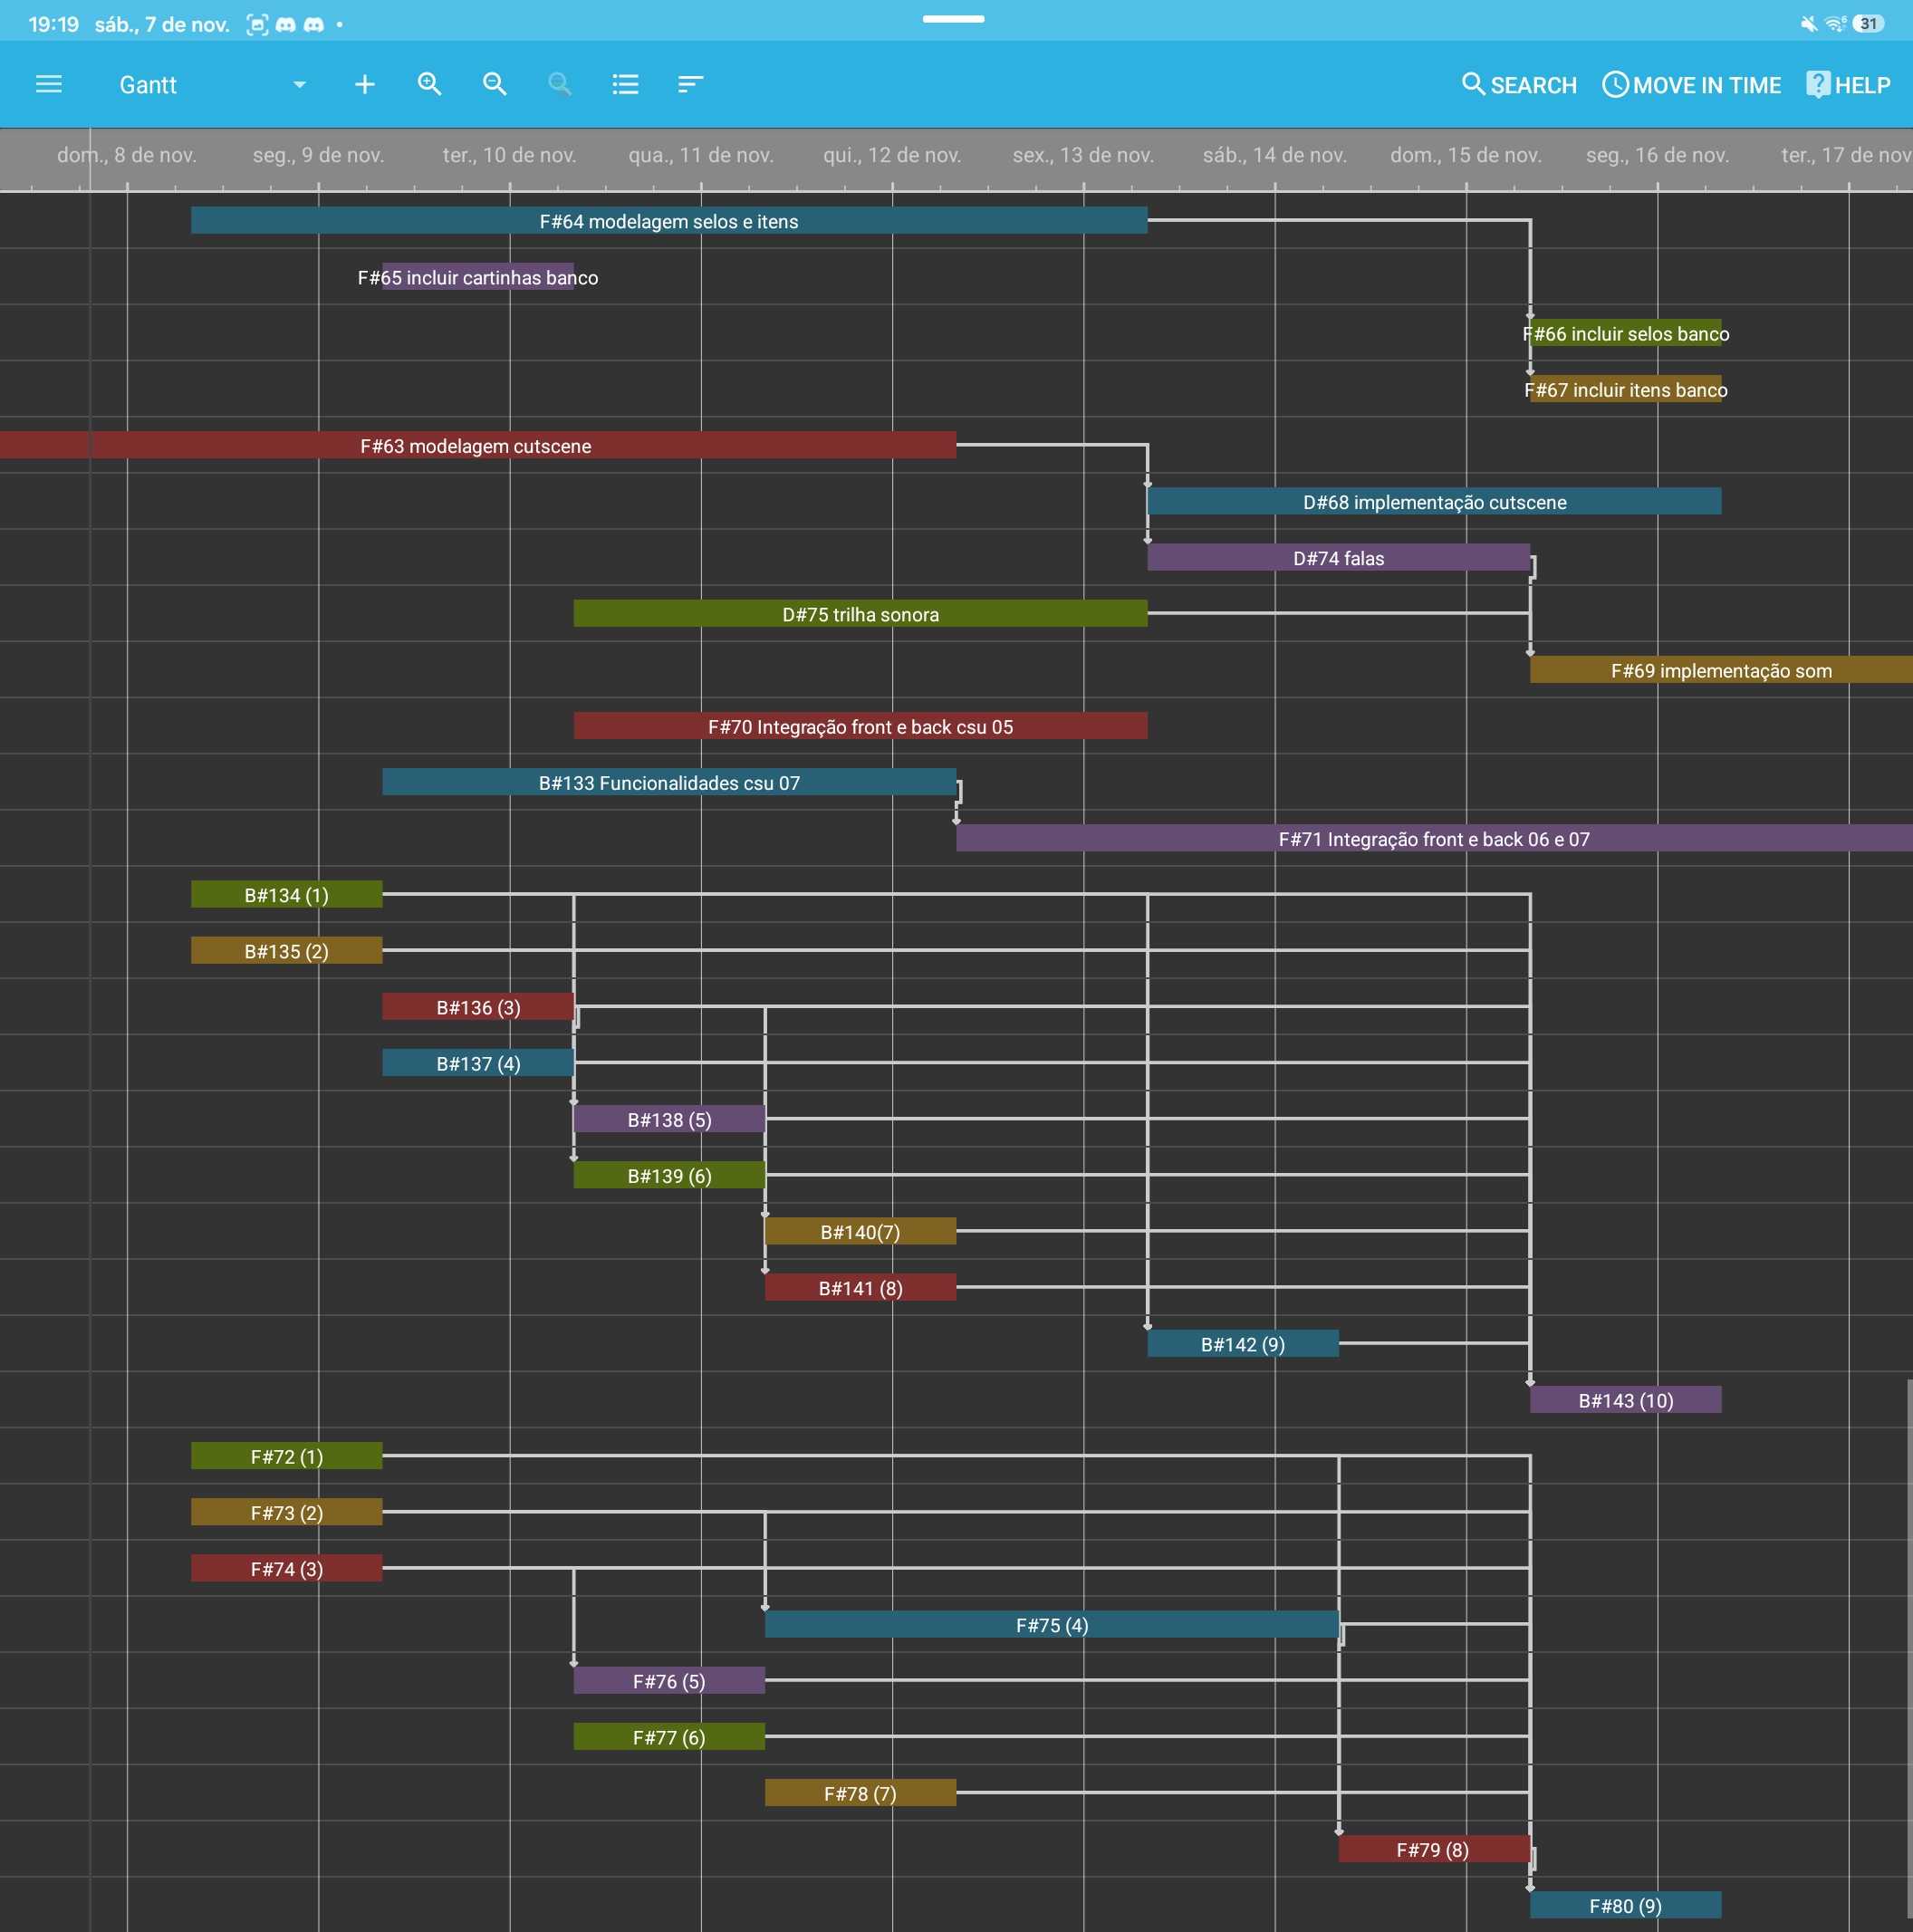 19:19 sáb., 7 de nov.
31
Gantt
SEARCH MOVE IN TIME HELP
dom., 8 de nov. seg., 9 de nov. ter., 10 de nov. qua., 11 de nov. qui., 12 de nov. sex., 13 de nov. sáb., 14 de nov. dom., 15 de nov. seg., 16 de nov. ter., 17 de nov
F#64 modelagem selos e itens
F#65 incluir cartinhas banco
F#66 incluir selos banco
F#67 incluir itens banco
F#63 modelagem cutscene
D#68 implementação cutscene
D#74 falas
D#75 trilha sonora
F#69 implementação som
F#70 Integração front e back csu 05
B#133 Funcionalidades csu 07
F#71 Integração front e back 06 e 07
B#134 (1)
B#135 (2)
B#136 (3)
B#137 (4)
B#138 (5)
B#139 (6)
B#140(7)
B#141 (8)
B#142 (9)
B#143 (10)
F#72 (1)
F#73 (2)
F#74 (3)
F#75 (4)
F#76 (5)
F#77 (6)
F#78 (7)
F#79 (8)
F#80 (9)